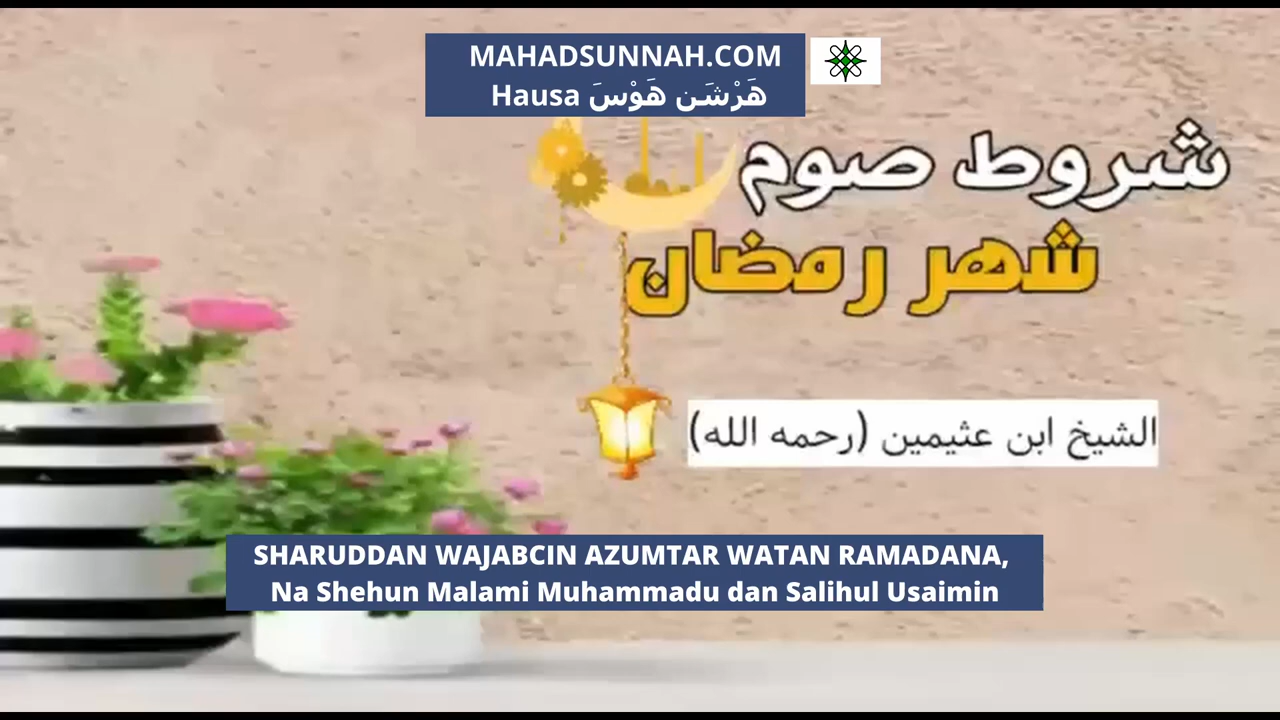 MAHADSUNNAH.COM
Hausa هَرْشَن هَوْسَ
شروط صوم
شهر رمضان
الشيخ ابن عثيمين (رحمه الله)
SHARUDDAN WAJABCIN AZUMTAR WATAN RAMADANA,
Na Shehun Malami Muhammadu dan Salihul Usaimin